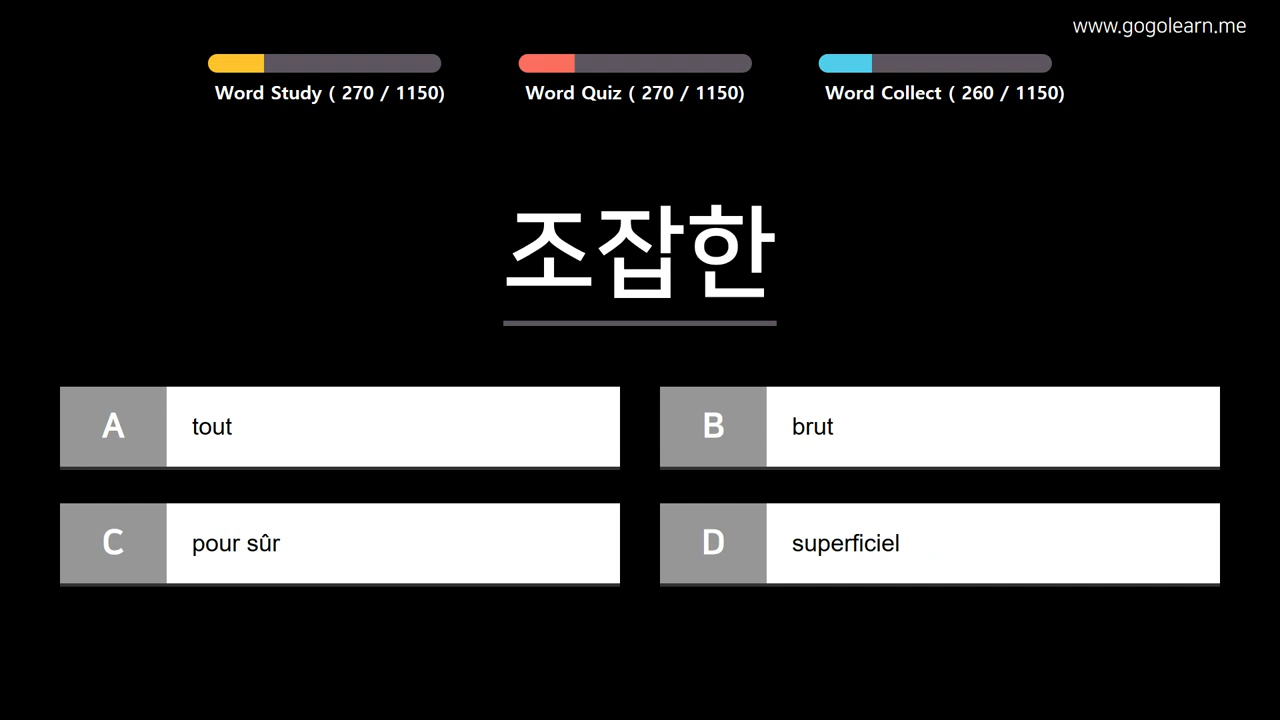 www.gogolearn.me
Word Study ( 270 / 1150)
Word Quiz ( 270 / 1150)
Word Collect ( 260 / 1150)
조잡한
A tout
B brut
C pour sûr
D superficiel